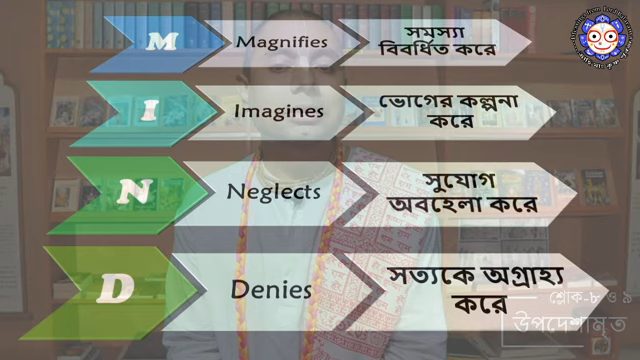 M
Magnifies
সমস্যা
বিবর্ধিত করে
I
Imagines
ভোগের কল্পনা
করে
N
Neglects
সুযোগ
অবহেলা করে
D
Denies
সত্যকে অগ্রাহ্য
করে
শ্লোক-৮ ও ৯
উপদেশামৃত